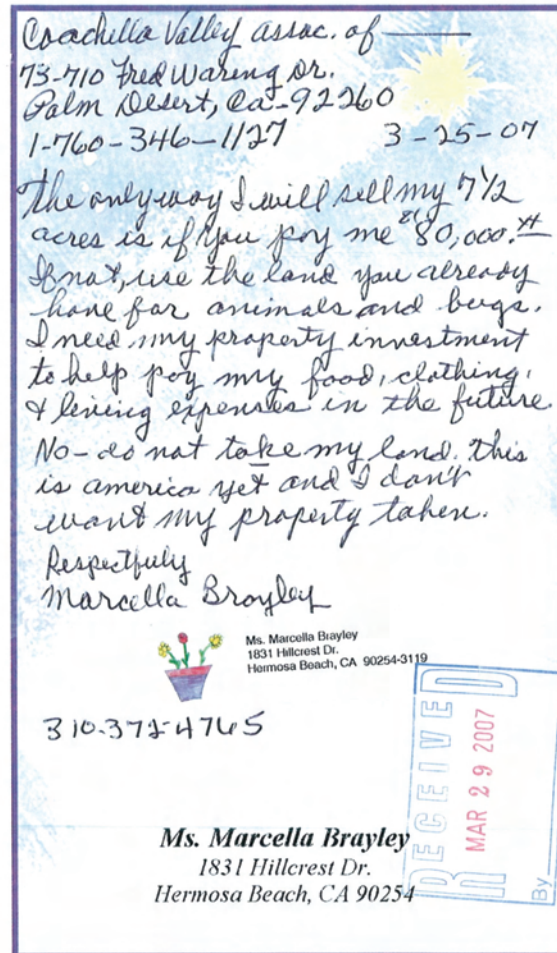 Coachella Valley assoc. of ———
73-710 Fred Waring Dr.
Palm Desert, Ca-92260
1-760-346-1127 3-25-07
The only way I will sell my 7 1/2
acres is if you pay me $80,000.
If not, use the land you already
have for animals and bugs.
I need my property investment
to help pay my food, clothing,
& living expenses in the future.
No-do not take my land. This
is america yet and I don't
want my property taken.
Respectfuly
Marcella Brayley
Ms. Marcella Brayley
1831 Hillcrest Dr.
Hermosa Beach, CA 90254-3119
310-372-4765
RECEIVED
MAR 29 2007
By
Ms. Marcella Brayley
1831 Hillcrest Dr.
Hermosa Beach, CA 90254